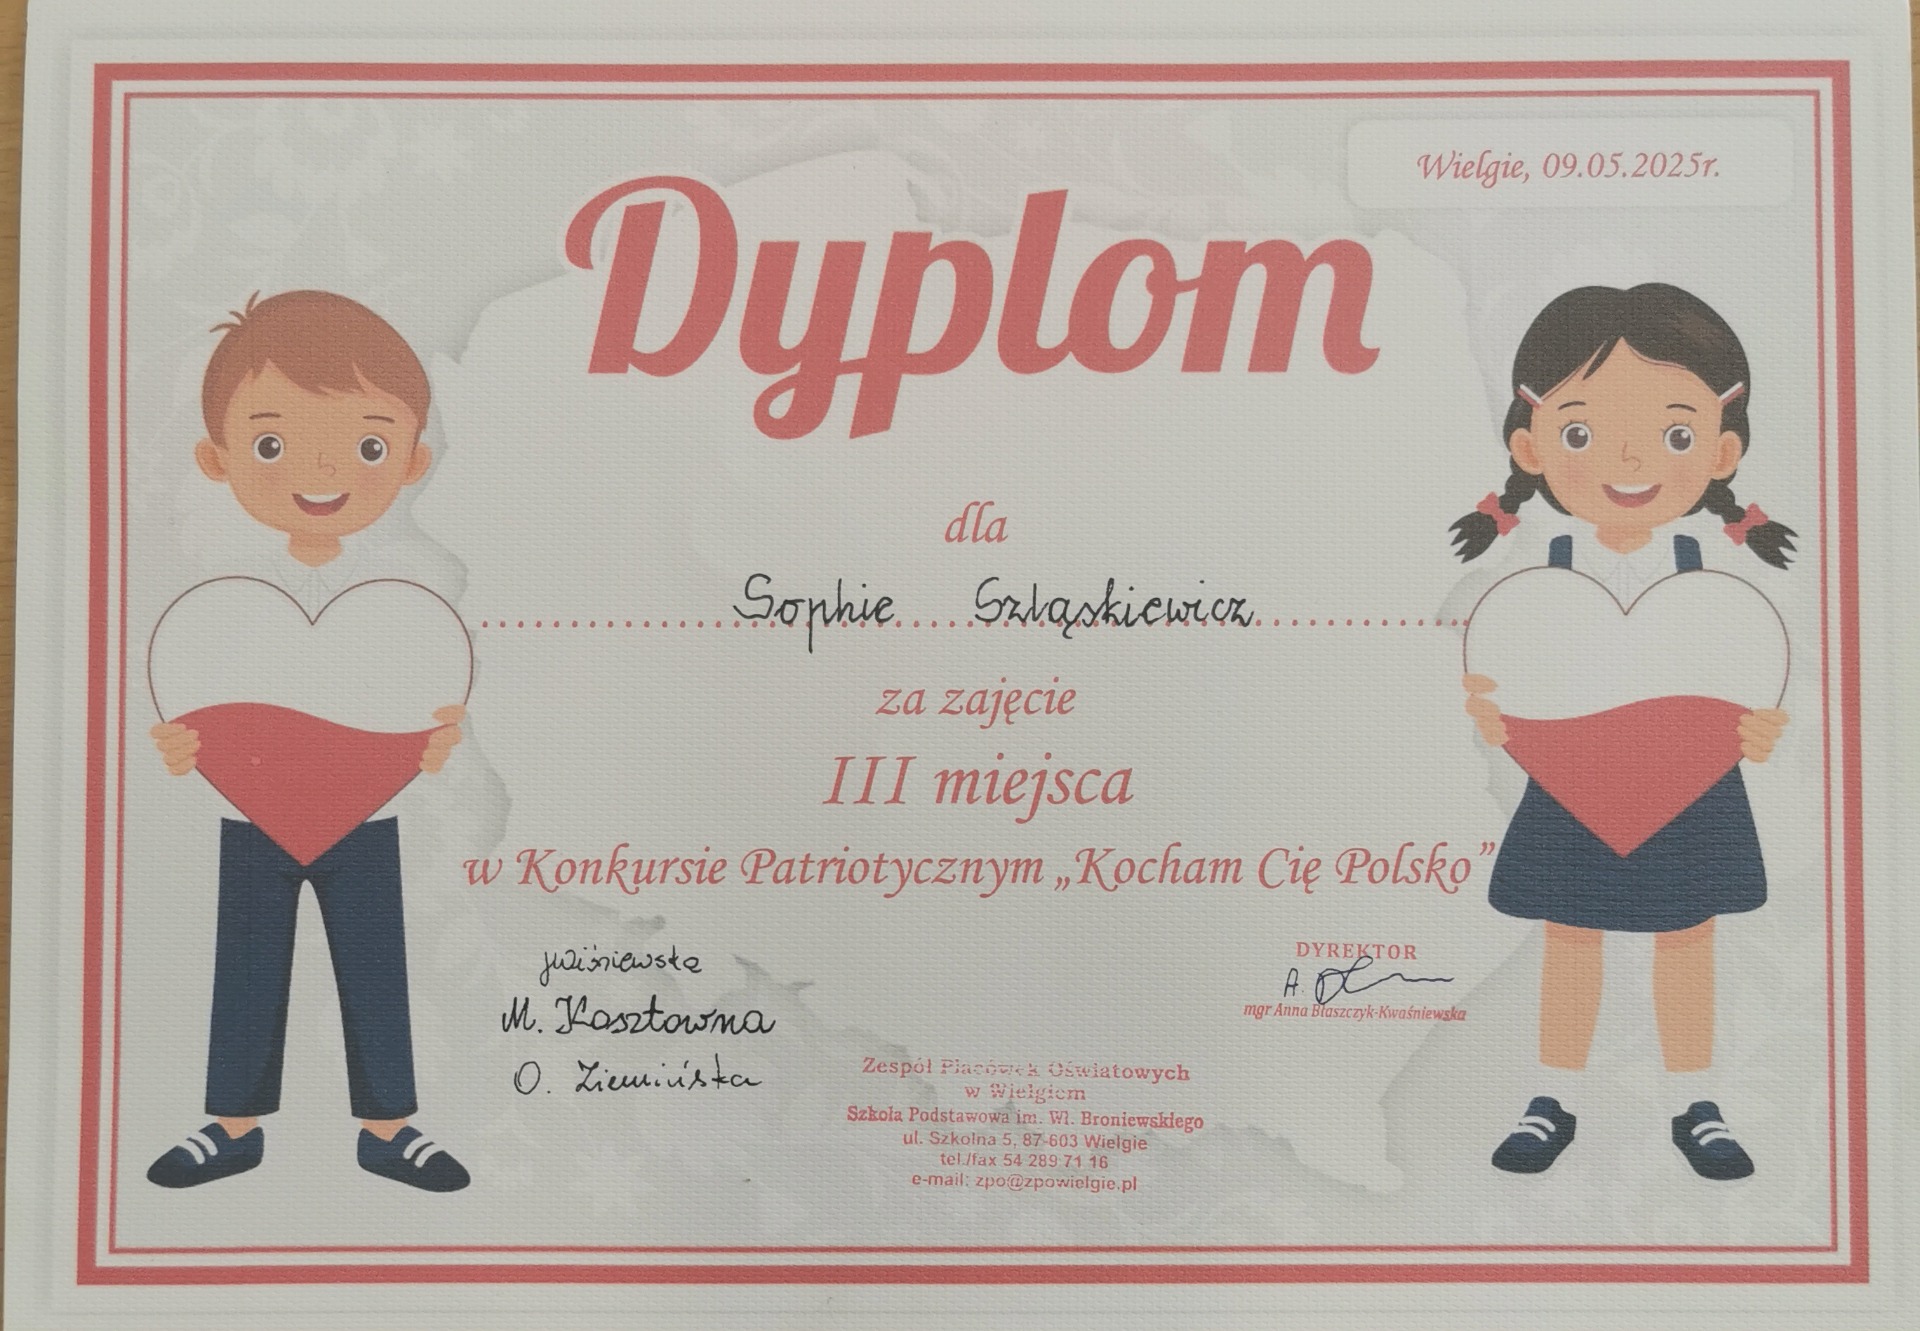 Wielgie, 09.05.2025r.
Dyplom
dla
Sophie Szląskiewicz
za zajęcie
III miejsca
w Konkursie Patriotycznym „Kocham Cię Polsko”
JWiśniewska
M. Kasztowna
O. Ziemińska
DYREKTOR
A.
mgr Anna Błaszczyk-Kwaśniewska
Zespół Placówek Oświatowych
w Wielgiem
Szkoła Podstawowa im. Wł. Broniewskiego
ul. Szkolna 5, 87-603 Wielgie
tel./fax 54 289 71 16
e-mail: zpo@zpowielgie.pl